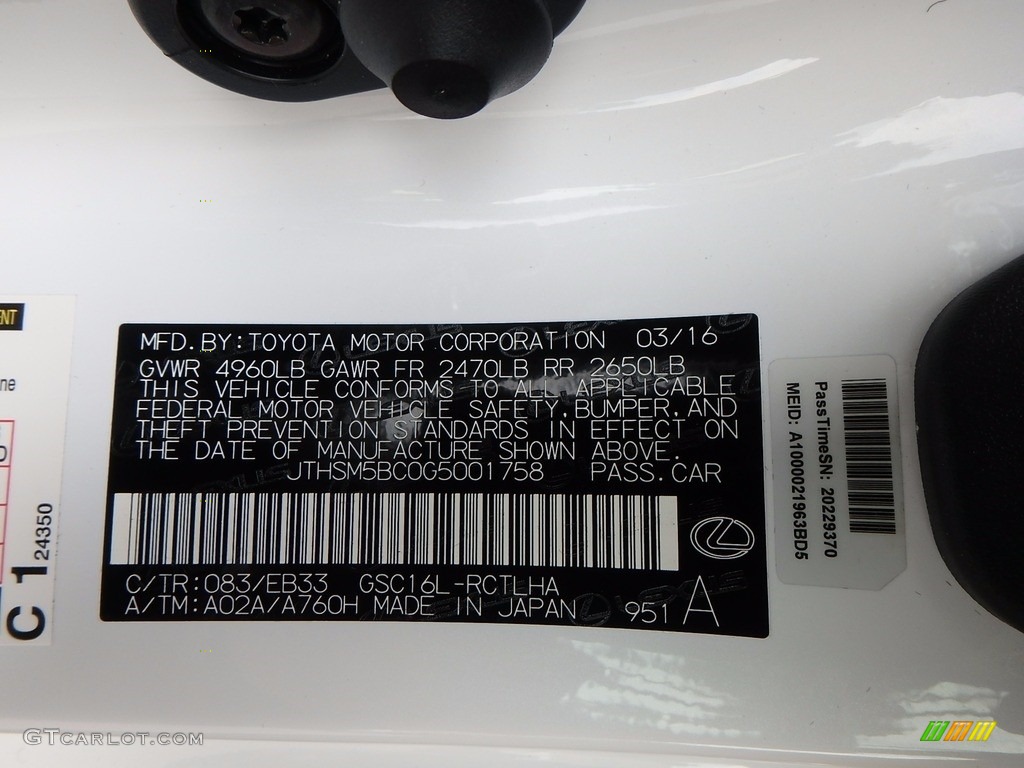 MFD.BY:TOYOTA MOTOR CORPORATION 03/16
GVWR 4960LB GAWR FR 2470LB RR 2650LB
THIS VEHICLE CONFORMS TO ALL APPLICABLE
FEDERAL MOTOR VEHICLE SAFETY,BUMPER,AND
THEFT PREVENTION STANDARDS IN EFFECT ON
THE DATE OF MANUFACTURE SHOWN ABOVE.
JTHSM5BC0G5001758 PASS.CAR
C/TR:083/EB33 GSC16L-RCTLHA
A/TM:A02A/A760H MADE IN JAPAN 951 A
PassTimeSN: 20229370
MEID: A1000021963BD5
C 1 24350
GTCARLOT.COM